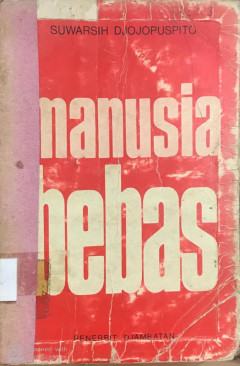 SUWARSIH DJOJOPUSPITO
manusia
bebas
PENERBIT DJAMBATAN